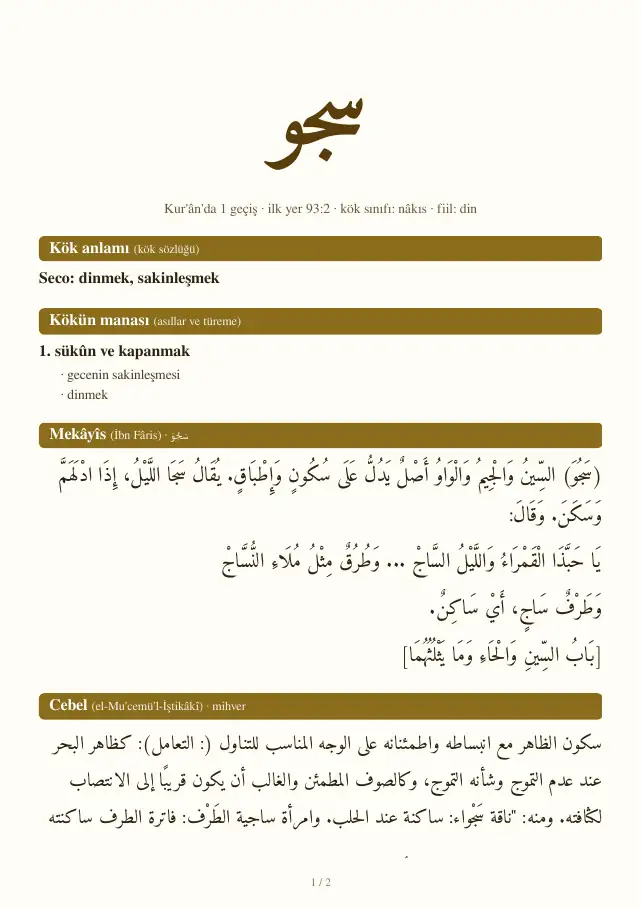 سجو
Kur'ân'da 1 geçiş · ilk yer 93:2 · kök sınıfı: nâkıs · fiil: din
Kök anlamı (kök sözlüğü)
Seco: dinmek, sakinleşmek
Kökün manası (asıllar ve türeme)
1. sükûn ve kapanmak
· gecenin sakinleşmesi
· dinmek
Mekâyîs (İbn Fâris) · سَجُوَ
(سَجُوَ) السِّينُ وَالْجِيمُ وَالْوَاوُ أَصْلٌ يَدُلُّ عَلَى سُكُونٍ وَإِطْبَاقٍ. يُقَالُ سَجَا اللَّيْلُ، إِذَا ادْلَهَمَّ
وَسَكَنَ. وَقَالَ:
يَا حَبَّذَا الْقَمْرَاءُ وَاللَّيْلُ السَّاجْ ... وَطُرُقٌ مِثْلُ مُلَاءِ النُّسَّاجْ
وَطَرْفٌ سَاجٍ، أَيْ سَاكِنٌ.
[بَابُ السِّينِ وَالْحَاءِ وَمَا يَثْلُثُهُمَا]
Cebel (el-Mu'cemü'l-İştikâkî) · mihver
سكون الظاهر مع انبساطه واطمئنانه على الوجه المناسب للتناول (: التعامل): كظاهر البحر
عند عدم التموج وشأنه التموج، وكالصوف المطمئن والغالب أن يكون قريبًا إلى الانتصاب
لكثافته. ومنه: "ناقة سَجْواء: ساكنة عند الحلب. وامرأة ساجية الطَرْف: فاترة الطرف ساكنته
1 / 2